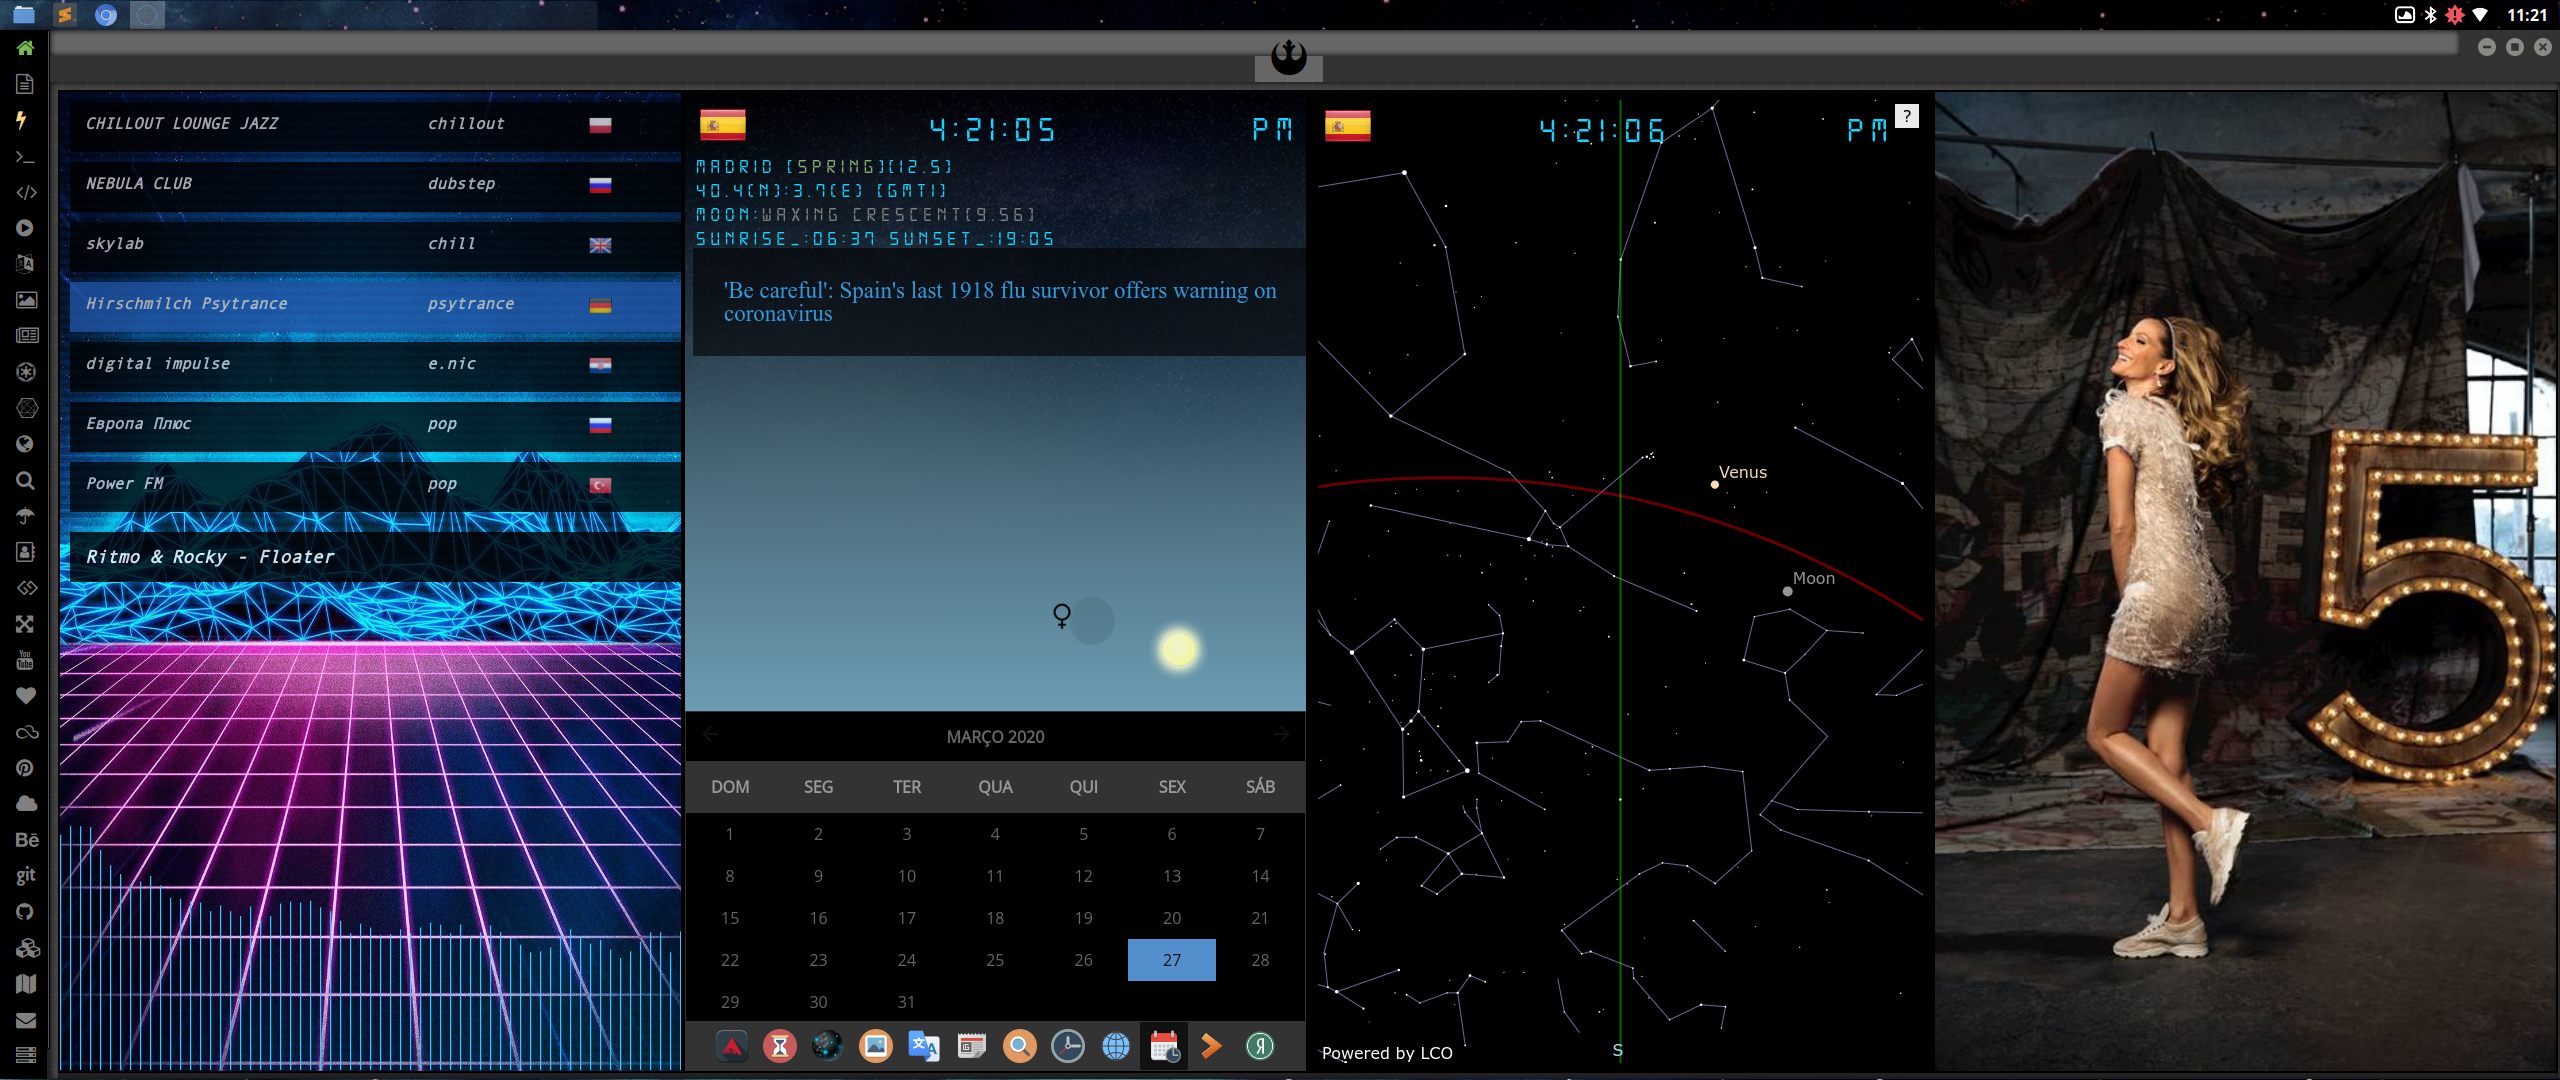 11:21
CHILLOUT LOUNGE JAZZ chillout
NEBULA CLUB dubstep
skylab chill
Hirschmilch Psytrance psytrance
digital impulse e.nic
Европа Плюс pop
Power FM pop
Ritmo & Rocky - Floater
You
Tube
Bē
git
4:21:05 PM
MADRID [SPRING][12.5]
40.4(N):3.7(E) [GMT1]
MOON:WAXING CRESCENT[9.56]
SUNRISE_:06:37 SUNSET_:19:05
'Be careful': Spain's last 1918 flu survivor offers warning on
coronavirus
MARÇO 2020
DOM SEG TER QUA QUI SEX SÁB
1 2 3 4 5 6 7
8 9 10 11 12 13 14
15 16 17 18 19 20 21
22 23 24 25 26 27 28
29 30 31
4:21:06 PM
?
Venus
Moon
Powered by LCO
S
5